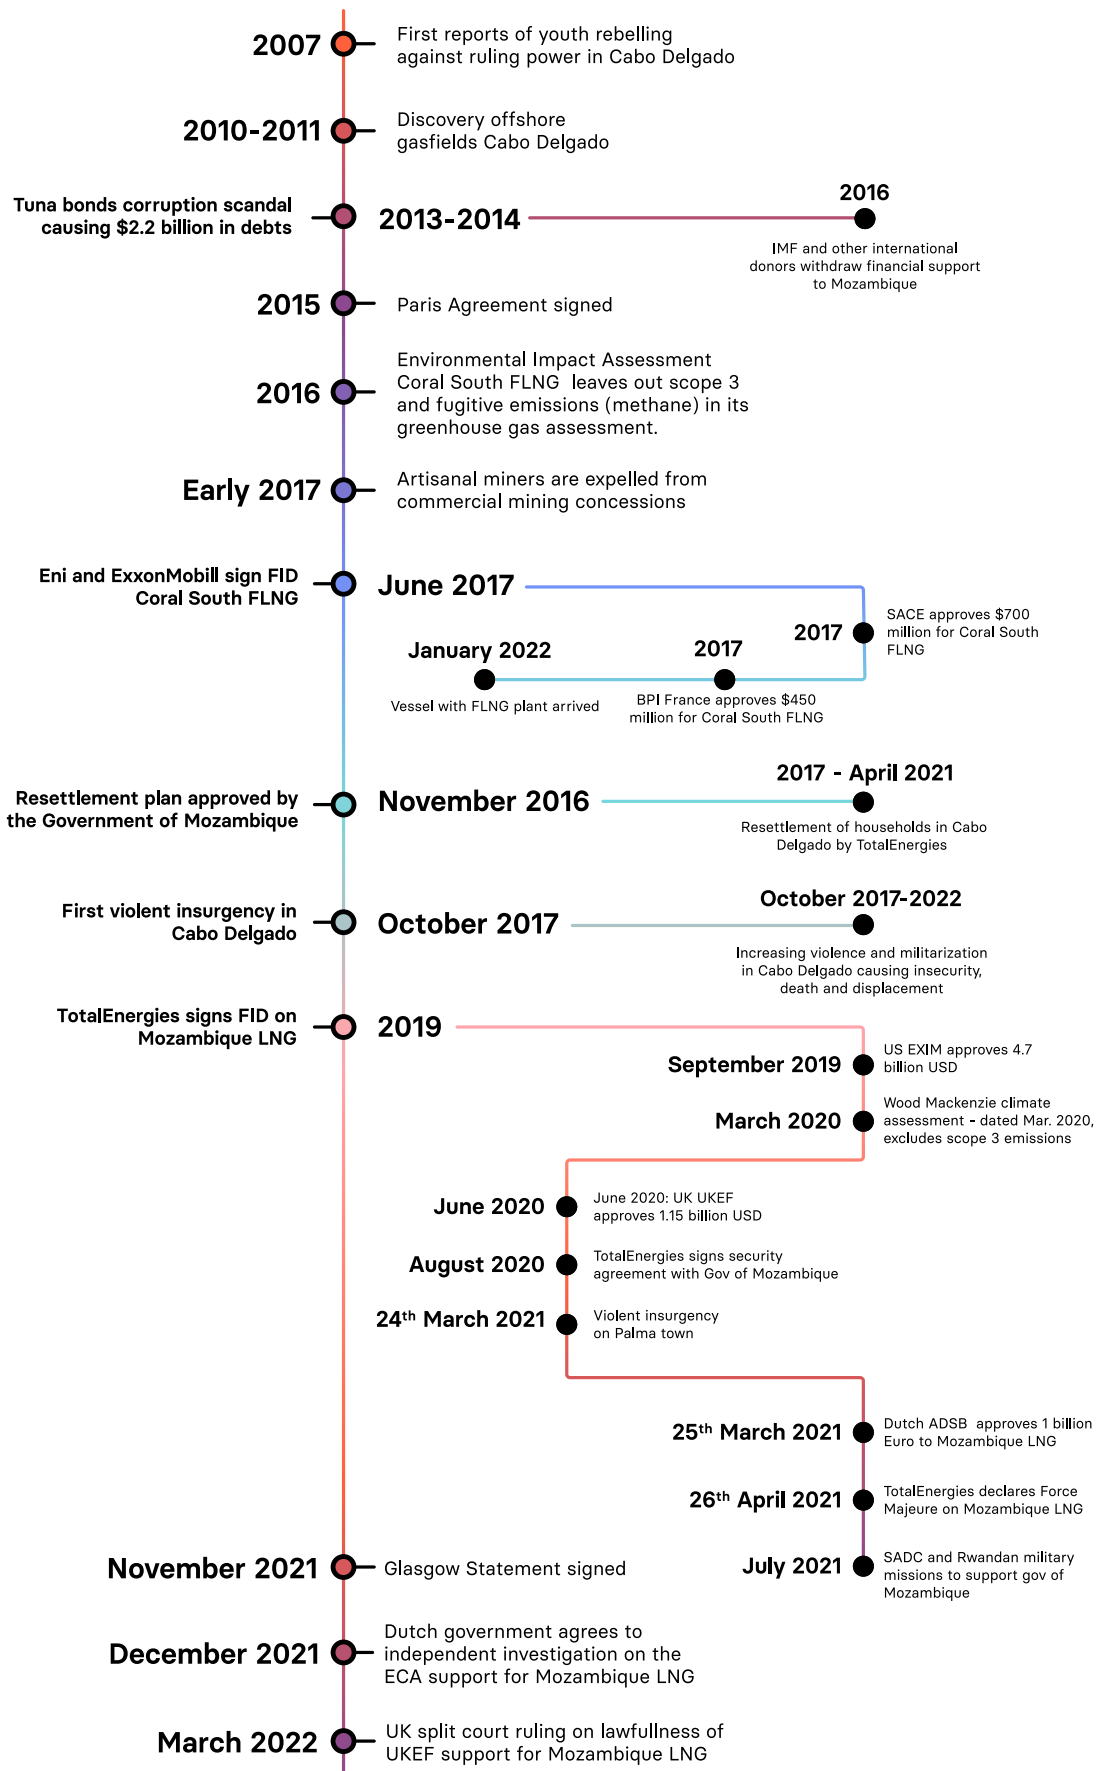 2007
First reports of youth rebelling
against ruling power in Cabo Delgado
2010-2011
Discovery offshore
gasfields Cabo Delgado
Tuna bonds corruption scandal
causing $2.2 billion in debts
2013-2014
2016
IMF and other international
donors withdraw financial support
to Mozambique
2015
Paris Agreement signed
2016
Environmental Impact Assessment
Coral South FLNG leaves out scope 3
and fugitive emissions (methane) in its
greenhouse gas assessment.
Early 2017
Artisanal miners are expelled from
commercial mining concessions
Eni and ExxonMobill sign FID
Coral South FLNG
June 2017
2017
SACE approves $700
million for Coral South
FLNG
2017
BPI France approves $450
million for Coral South FLNG
January 2022
Vessel with FLNG plant arrived
Resettlement plan approved by
the Government of Mozambique
November 2016
2017 - April 2021
Resettlement of households in Cabo
Delgado by TotalEnergies
First violent insurgency in
Cabo Delgado
October 2017
October 2017-2022
Increasing violence and militarization
in Cabo Delgado causing insecurity,
death and displacement
TotalEnergies signs FID on
Mozambique LNG
2019
September 2019
US EXIM approves 4.7
billion USD
March 2020
Wood Mackenzie climate
assessment - dated Mar. 2020,
excludes scope 3 emissions
June 2020
June 2020: UK UKEF
approves 1.15 billion USD
August 2020
TotalEnergies signs security
agreement with Gov of Mozambique
24th March 2021
Violent insurgency
on Palma town
25th March 2021
Dutch ADSB approves 1 billion
Euro to Mozambique LNG
26th April 2021
TotalEnergies declares Force
Majeure on Mozambique LNG
July 2021
SADC and Rwandan military
missions to support gov of
Mozambique
November 2021
Glasgow Statement signed
December 2021
Dutch government agrees to
independent investigation on the
ECA support for Mozambique LNG
March 2022
UK split court ruling on lawfullness of
UKEF support for Mozambique LNG